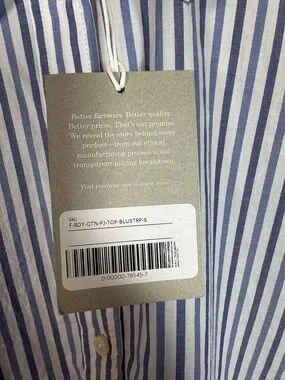 Better factories. Better quality.
Better prices. That's our promise.
We reveal the story behind every
product—from our ethical
manufacturing process to our
transparent pricing breakdown.
Visit everlane.com to learn more.
SKU
F-BDY-CTN-PJ-TOP-BLUSTRP-S
0-00000-78545-7